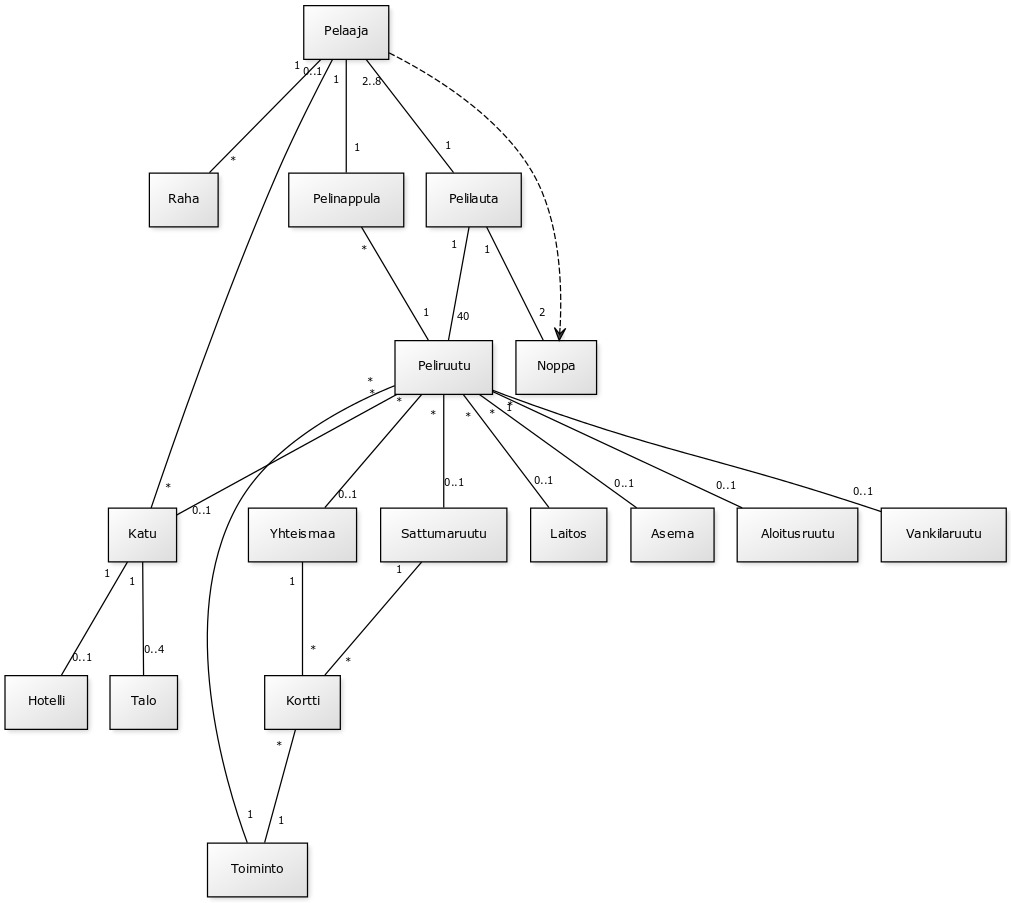 Pelaaja
1
0..1
1
2..8
*
1
1
Raha
Pelinappula
Pelilauta
*
1
1
1
40
2
Peliruutu
Noppa
*
*
*
*
*
*
*
1
*
0..1
0..1
0..1
0..1
0..1
0..1
0..1
Katu
Yhteismaa
Sattumaruutu
Laitos
Asema
Aloitusruutu
Vankilaruutu
1
1
1
1
0..1
0..4
*
*
Hotelli
Talo
Kortti
*
1
1
Toiminto